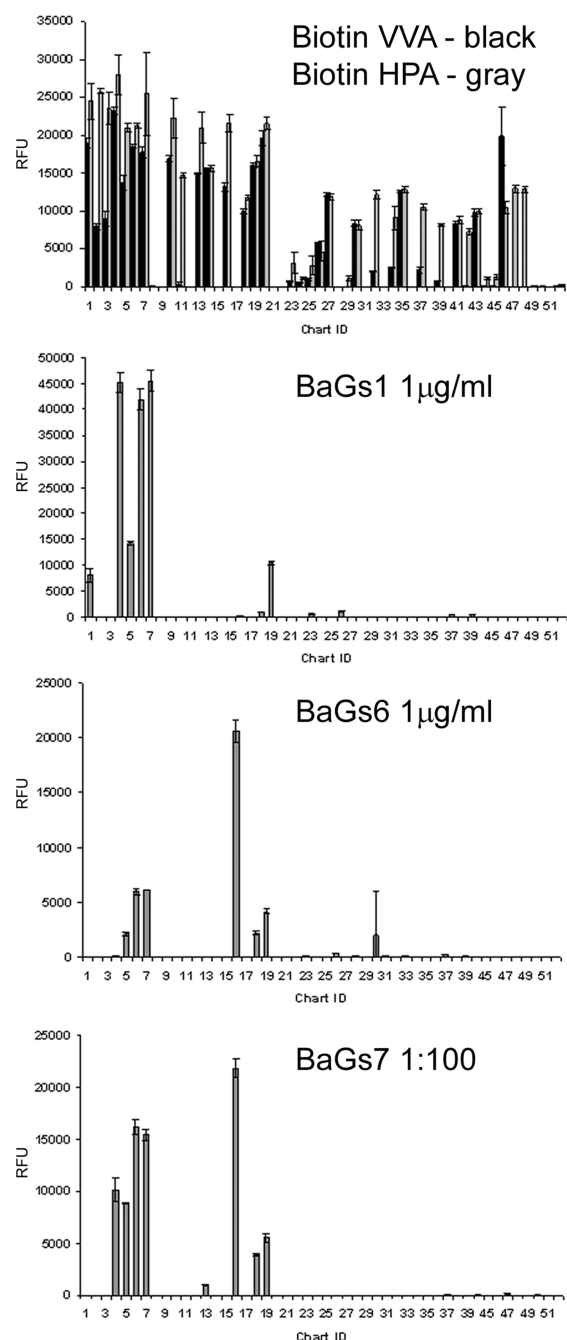 35000
Biotin VVA - black
30000
Biotin HPA - gray
25000
20000
RFU
15000
10000
5000
0
1 3 5 7 9 11 13 15 17 19 21 23 25 27 29 31 33 35 37 39 41 43 45 47 49 51
Chart ID
50000
BaGs1 1μg/ml
45000
40000
35000
30000
RFU
25000
20000
15000
10000
5000
0
1 3 5 7 9 11 13 15 17 19 21 23 25 27 29 31 33 35 37 40 45 47 49 51
Chart ID
25000
BaGs6 1μg/ml
20000
15000
RFU
10000
5000
0
1 3 5 7 9 11 13 15 17 19 21 23 25 27 29 31 33 35 37 39 45 47 49 51
Chart ID
25000
BaGs7 1:100
20000
15000
RFU
10000
5000
0
1 3 5 7 9 11 13 15 17 19 21 23 25 27 29 31 33 35 37 39 45 47 49 51
Chart ID